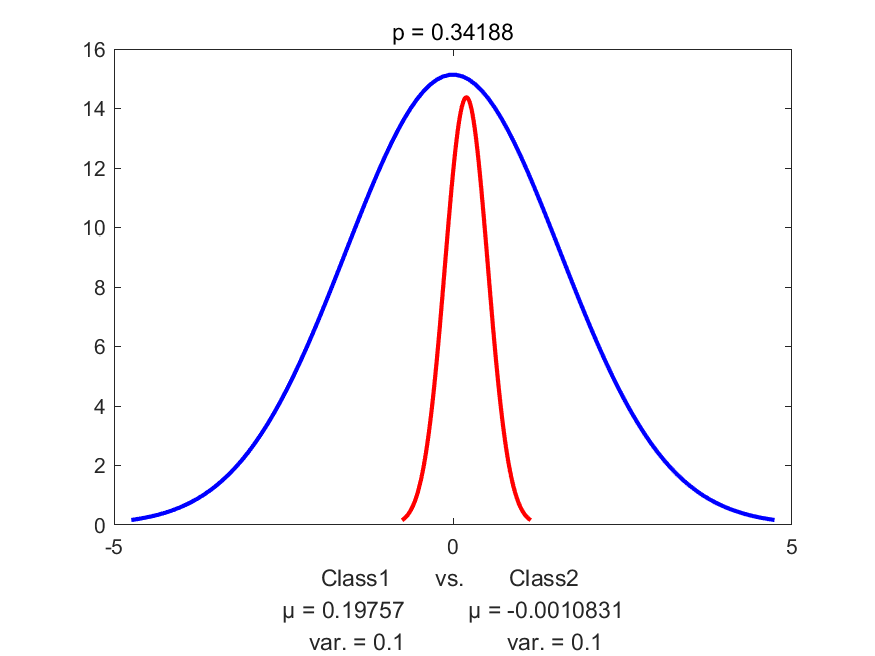 p = 0.34188
16
14
12
10
8
6
4
2
0
-5 0 5
Class1 vs. Class2
μ = 0.19757 μ = -0.0010831
var. = 0.1 var. = 0.1